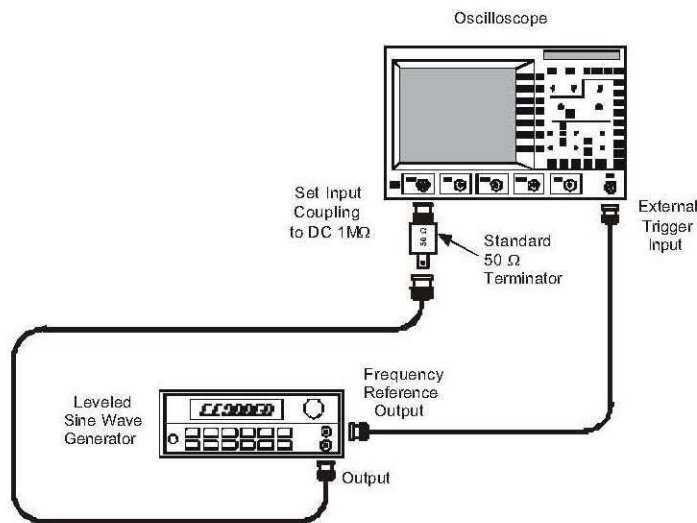 Oscilloscope
Set Input
Coupling
to DC 1MΩ
50 Ω
Standard
50 Ω
Terminator
External
Trigger
Input
Leveled
Sine Wave
Generator
Frequency
Reference
Output
Output